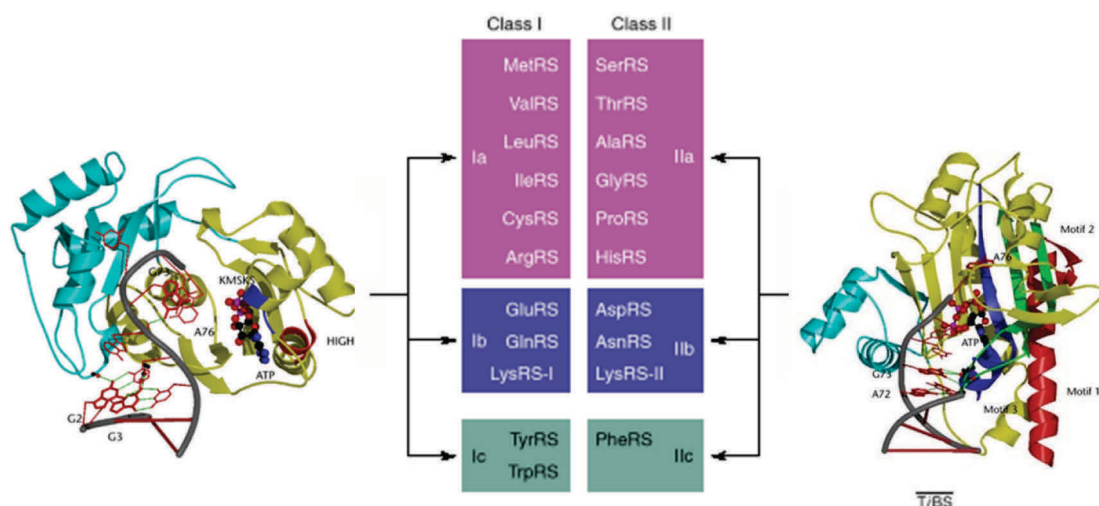 Class I
Class II
MetRS
ValRS
LeuRS
Ia
IleRS
CysRS
ArgRS
SerRS
ThrRS
AlaRS
IIa
GlyRS
ProRS
HisRS
GluRS
Ib
GlnRS
LysRS-I
AspRS
AsnRS
IIb
LysRS-II
TyrRS
Ic
TrpRS
PheRS
IIc
G73
KMSKS
A76
HIGH
ATP
G2
G3
Motif 2
A76
ATP
G73
A72
Motif 1
Motif 3
TiBS